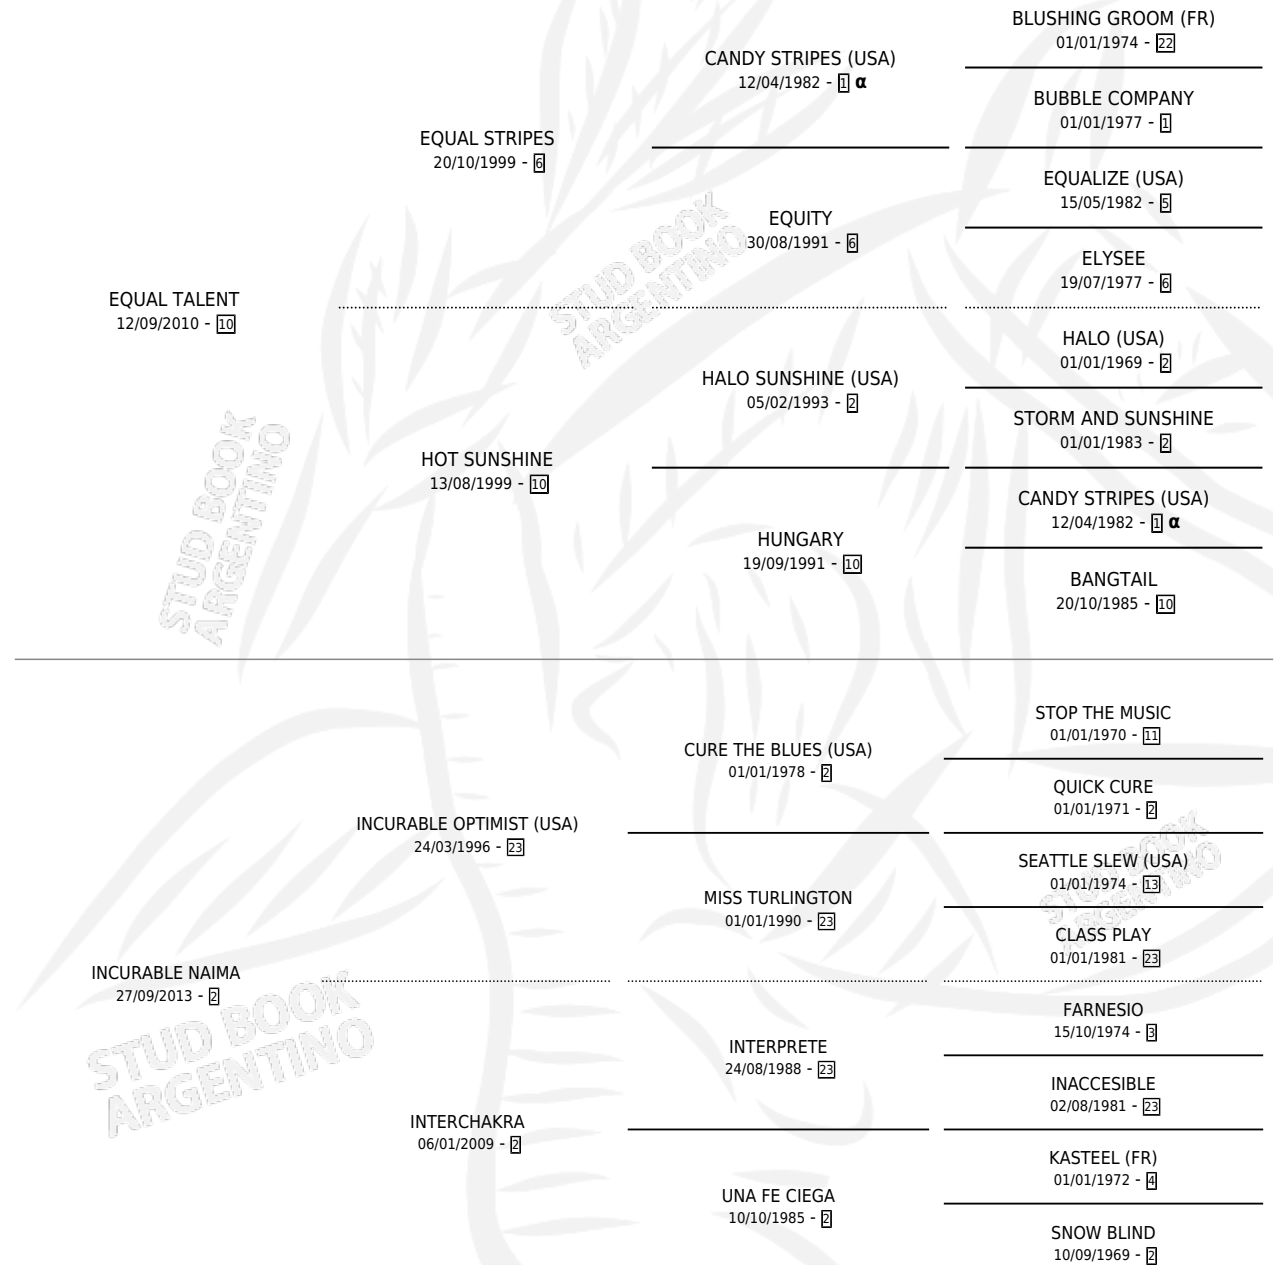 BLUSHING GROOM (FR)
01/01/1974 - 22
CANDY STRIPES (USA)
12/04/1982 - 1 α
BUBBLE COMPANY
01/01/1977 - 1
EQUAL STRIPES
20/10/1999 - 6
EQUALIZE (USA)
15/05/1982 - 5
EQUITY
30/08/1991 - 6
ELYSEE
19/07/1977 - 6
STUD BOOK
ARGENTINO
EQUAL TALENT
12/09/2010 - 10
HALO (USA)
01/01/1969 - 2
HALO SUNSHINE (USA)
05/02/1993 - 2
STORM AND SUNSHINE
01/01/1983 - 2
HOT SUNSHINE
13/08/1999 - 10
CANDY STRIPES (USA)
12/04/1982 - 1 α
HUNGARY
19/09/1991 - 10
BANGTAIL
20/10/1985 - 10
STUD BOOK
ARGENTINO
STOP THE MUSIC
01/01/1970 - 11
CURE THE BLUES (USA)
01/01/1978 - 2
QUICK CURE
01/01/1971 - 2
INCURABLE OPTIMIST (USA)
24/03/1996 - 23
SEATTLE SLEW (USA)
01/01/1974 - 13
MISS TURLINGTON
01/01/1990 - 23
CLASS PLAY
01/01/1981 - 23
STUD BOOK
ARGENTINO
INCURABLE NAIMA
27/09/2013 - 2
FARNESIO
15/10/1974 - 3
INTERPRETE
24/08/1988 - 23
INACCESIBLE
02/08/1981 - 23
INTERCHAKRA
06/01/2009 - 2
KASTEEL (FR)
01/01/1972 - 4
UNA FE CIEGA
10/10/1985 - 2
SNOW BLIND
10/09/1969 - 2
STUD BOOK
ARGENTINO